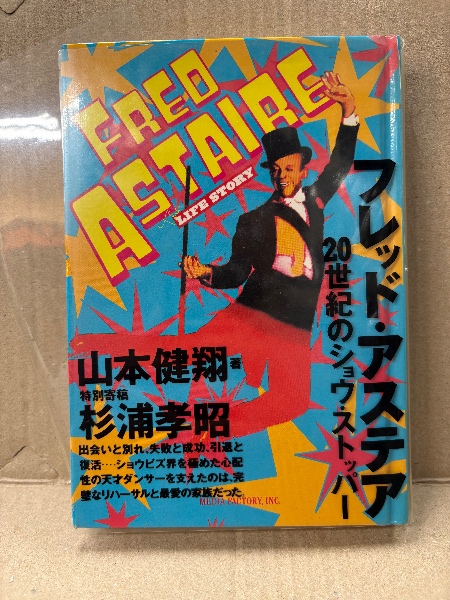 FRED
ASTAIRE
LIFE STORY
フレッド・アステア
20世紀のショウ・ストッパー
山本健翔 著
特別寄稿
杉浦孝昭
出会いと別れ、失敗と成功、引退と
復活‥‥ショウビズ界を極めた心配
性の天才ダンサーを支えたのは、完
璧なリハーサルと最愛の家族だった。
MEDIA FACTORY, INC.